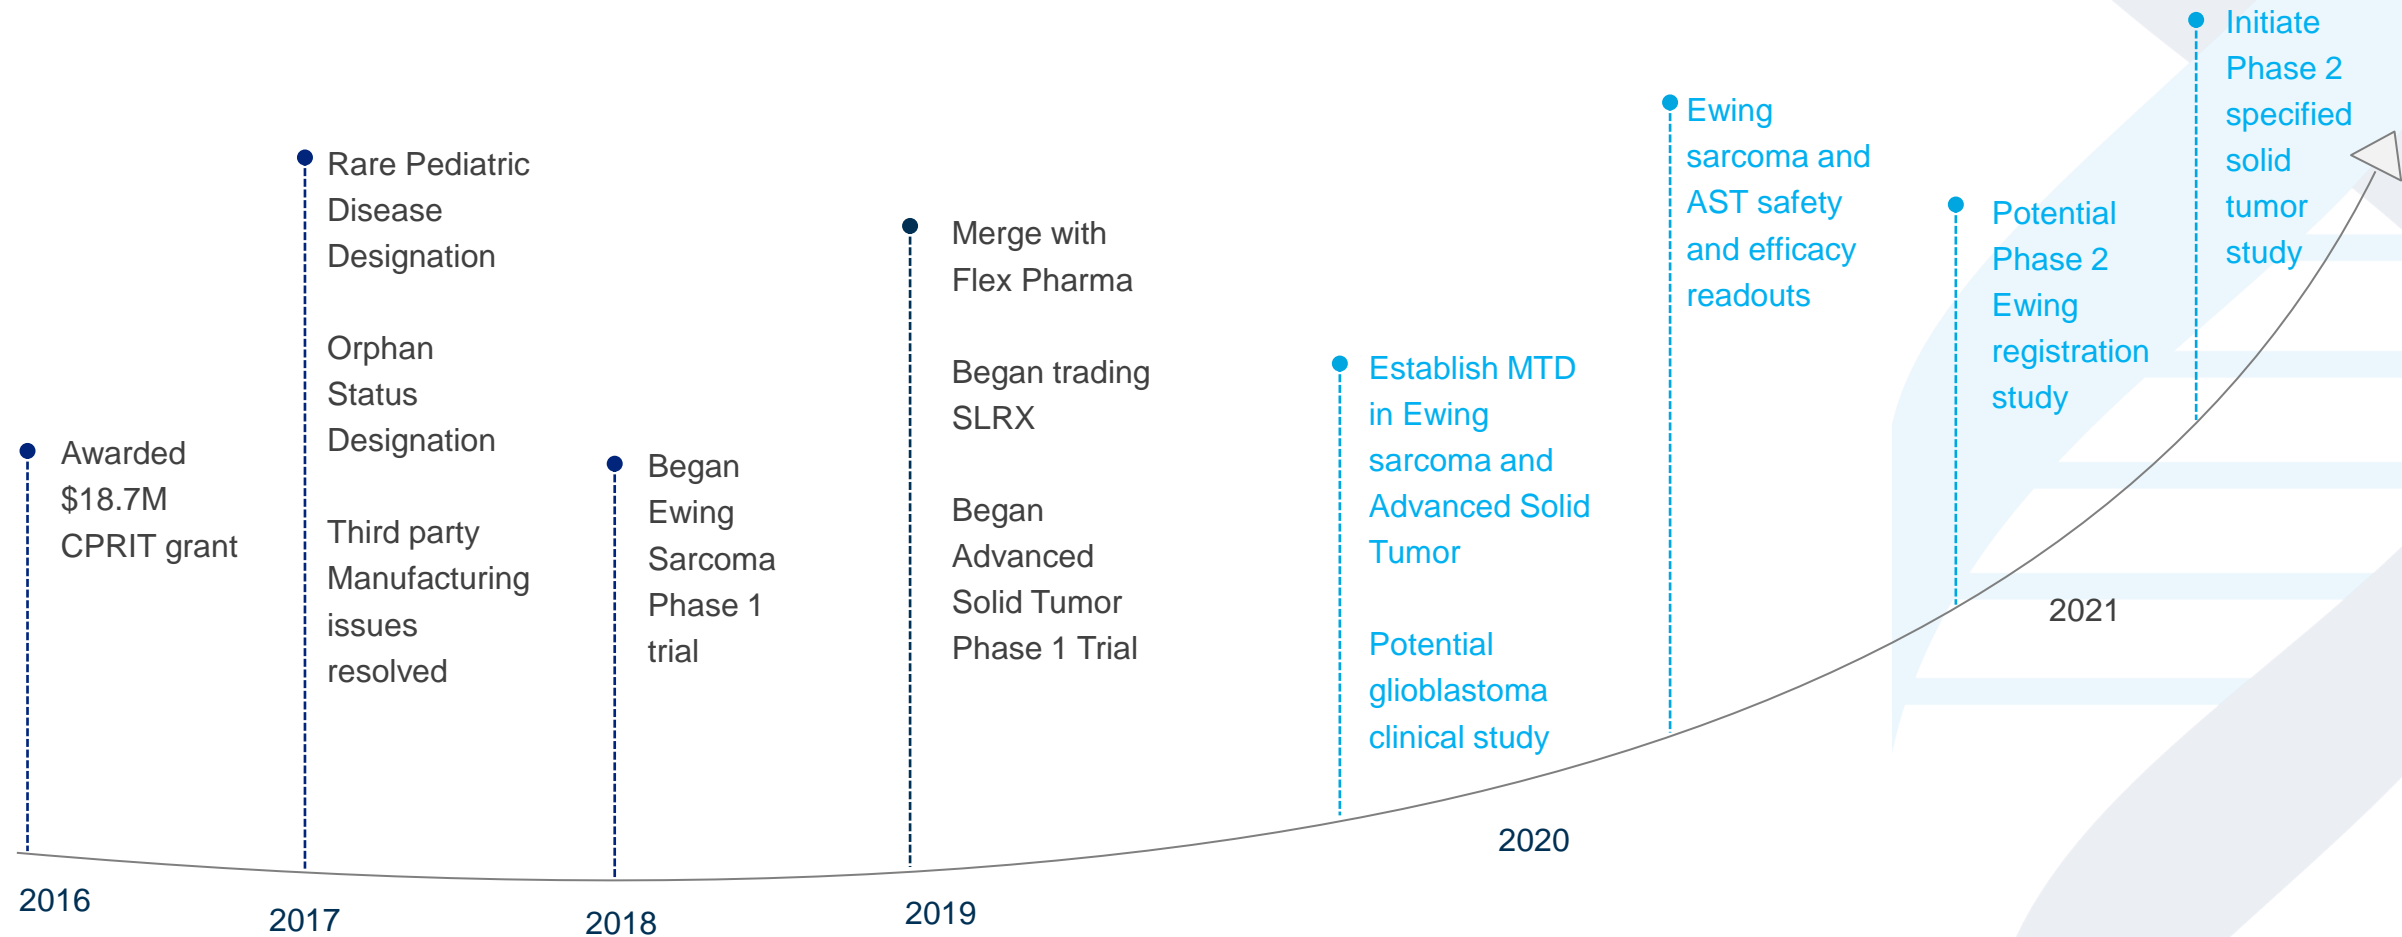 Awarded
$18.7M
CPRIT grant
2016
Rare Pediatric
Disease
Designation
Orphan
Status
Designation
Third party
Manufacturing
issues
resolved
2017
Began
Ewing
Sarcoma
Phase 1
trial
2018
Merge with
Flex Pharma
Began trading
SLRX
Began
Advanced
Solid Tumor
Phase 1 Trial
2019
Establish MTD
in Ewing
sarcoma and
Advanced Solid
Tumor
Potential
glioblastoma
clinical study
2020
Ewing
sarcoma and
AST safety
and efficacy
readouts
Potential
Phase 2
Ewing
registration
study
2021
Initiate
Phase 2
specified
solid
tumor
study